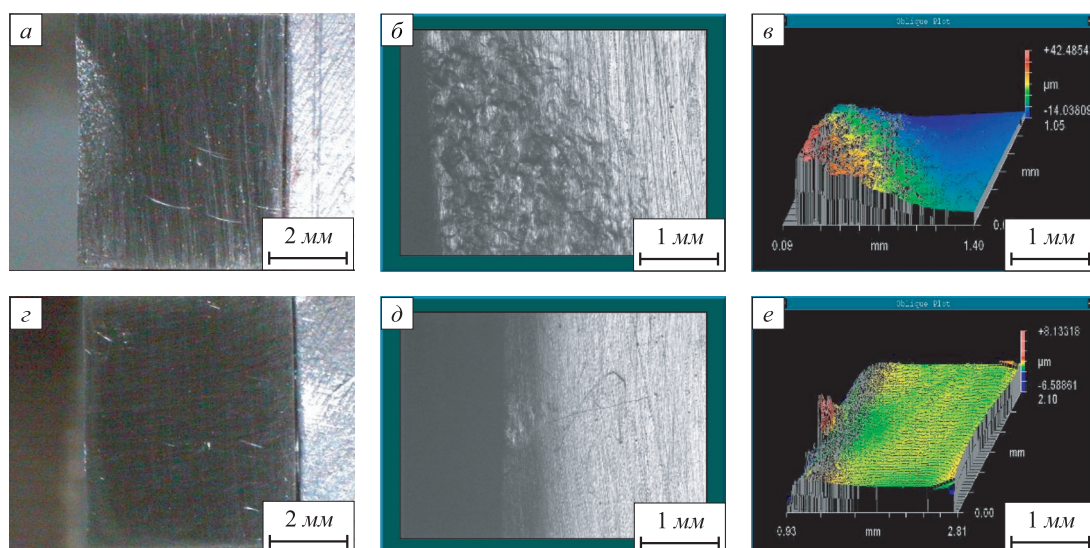 а
2 мм
б
1 мм
в
Oblique Plot
+42.4854
µm
-14.03809
1.05
mm
0.09
mm
1.40
1 мм
г
2 мм
д
1 мм
е
Oblique Plot
+8.13318
µm
-6.58861
2.10
mm
0.00
0.93
mm
2.81
1 мм